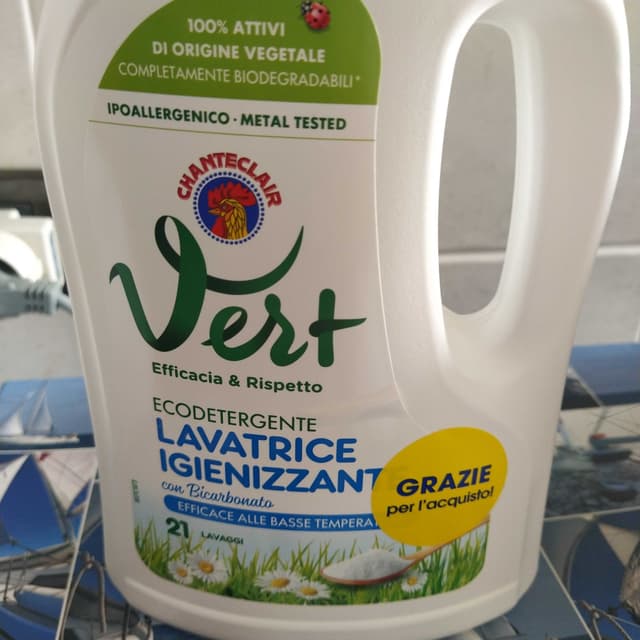 100% ATTIVI
DI ORIGINE VEGETALE
COMPLETAMENTE BIODEGRADABILI*
IPOALLERGENICO • METAL TESTED
CHANTECLAIR
Vert
Efficacia & Rispetto
ECODETERGENTE
LAVATRICE
IGIENIZZANT
con Bicarbonato
EFFICACE ALLE BASSE TEMPERA
21 LAVAGGI
GRAZIE
per l'acquisto!